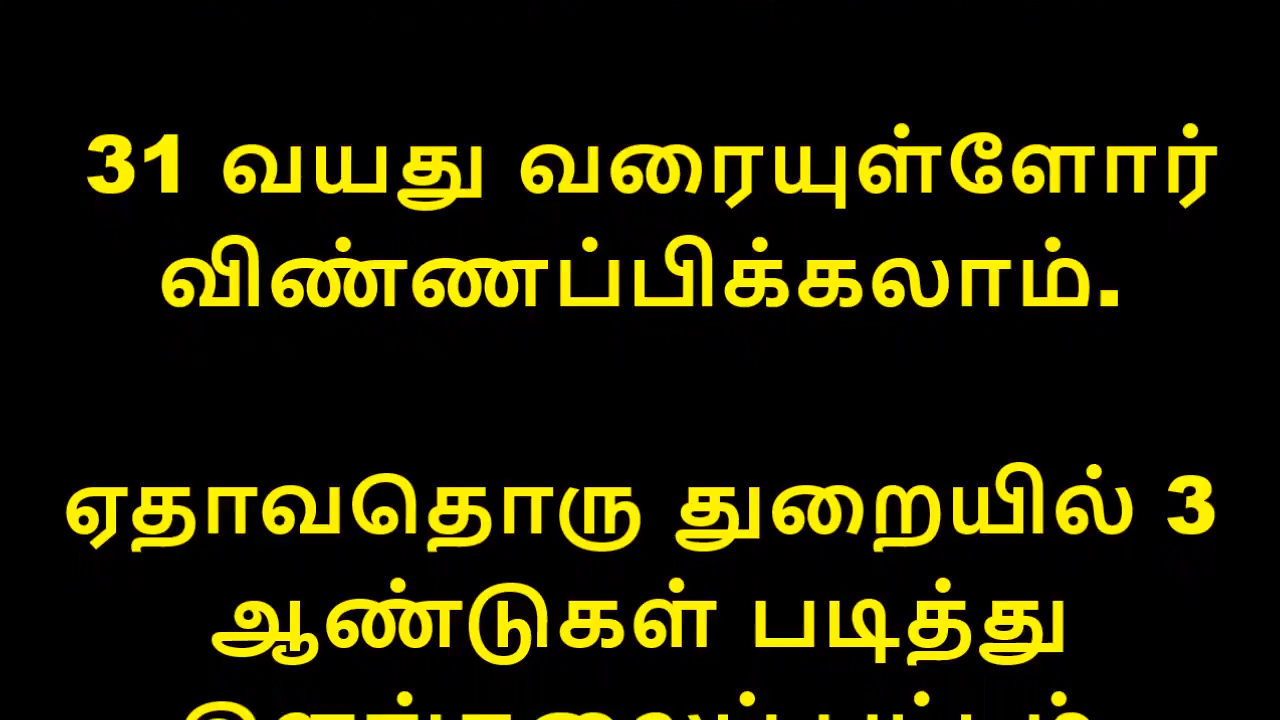 31 வயது வரையுள்ளோர்
விண்ணப்பிக்கலாம்.
ஏதாவதொரு துறையில் 3
ஆண்டுகள் படித்து